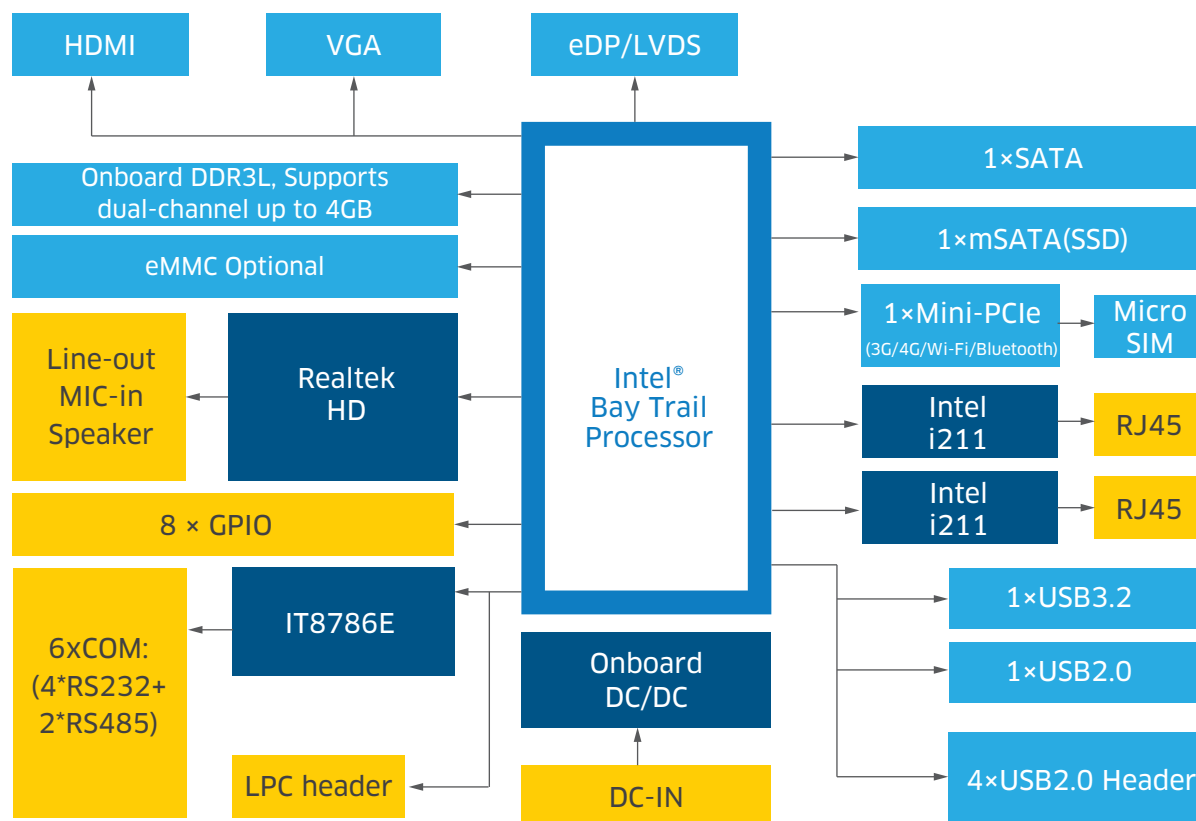 HDMI
VGA
eDP/LVDS
Onboard DDR3L, Supports
dual-channel up to 4GB
eMMC Optional
Line-out
MIC-in
Speaker
Realtek
HD
8 × GPIO
6xCOM:
(4*RS232+
2*RS485)
IT8786E
LPC header
Intel®
Bay Trail
Processor
Onboard
DC/DC
DC-IN
1×SATA
1×mSATA(SSD)
1×Mini-PCIe
(3G/4G/Wi-Fi/Bluetooth)
Micro
SIM
Intel
i211
RJ45
Intel
i211
RJ45
1×USB3.2
1×USB2.0
4×USB2.0 Header